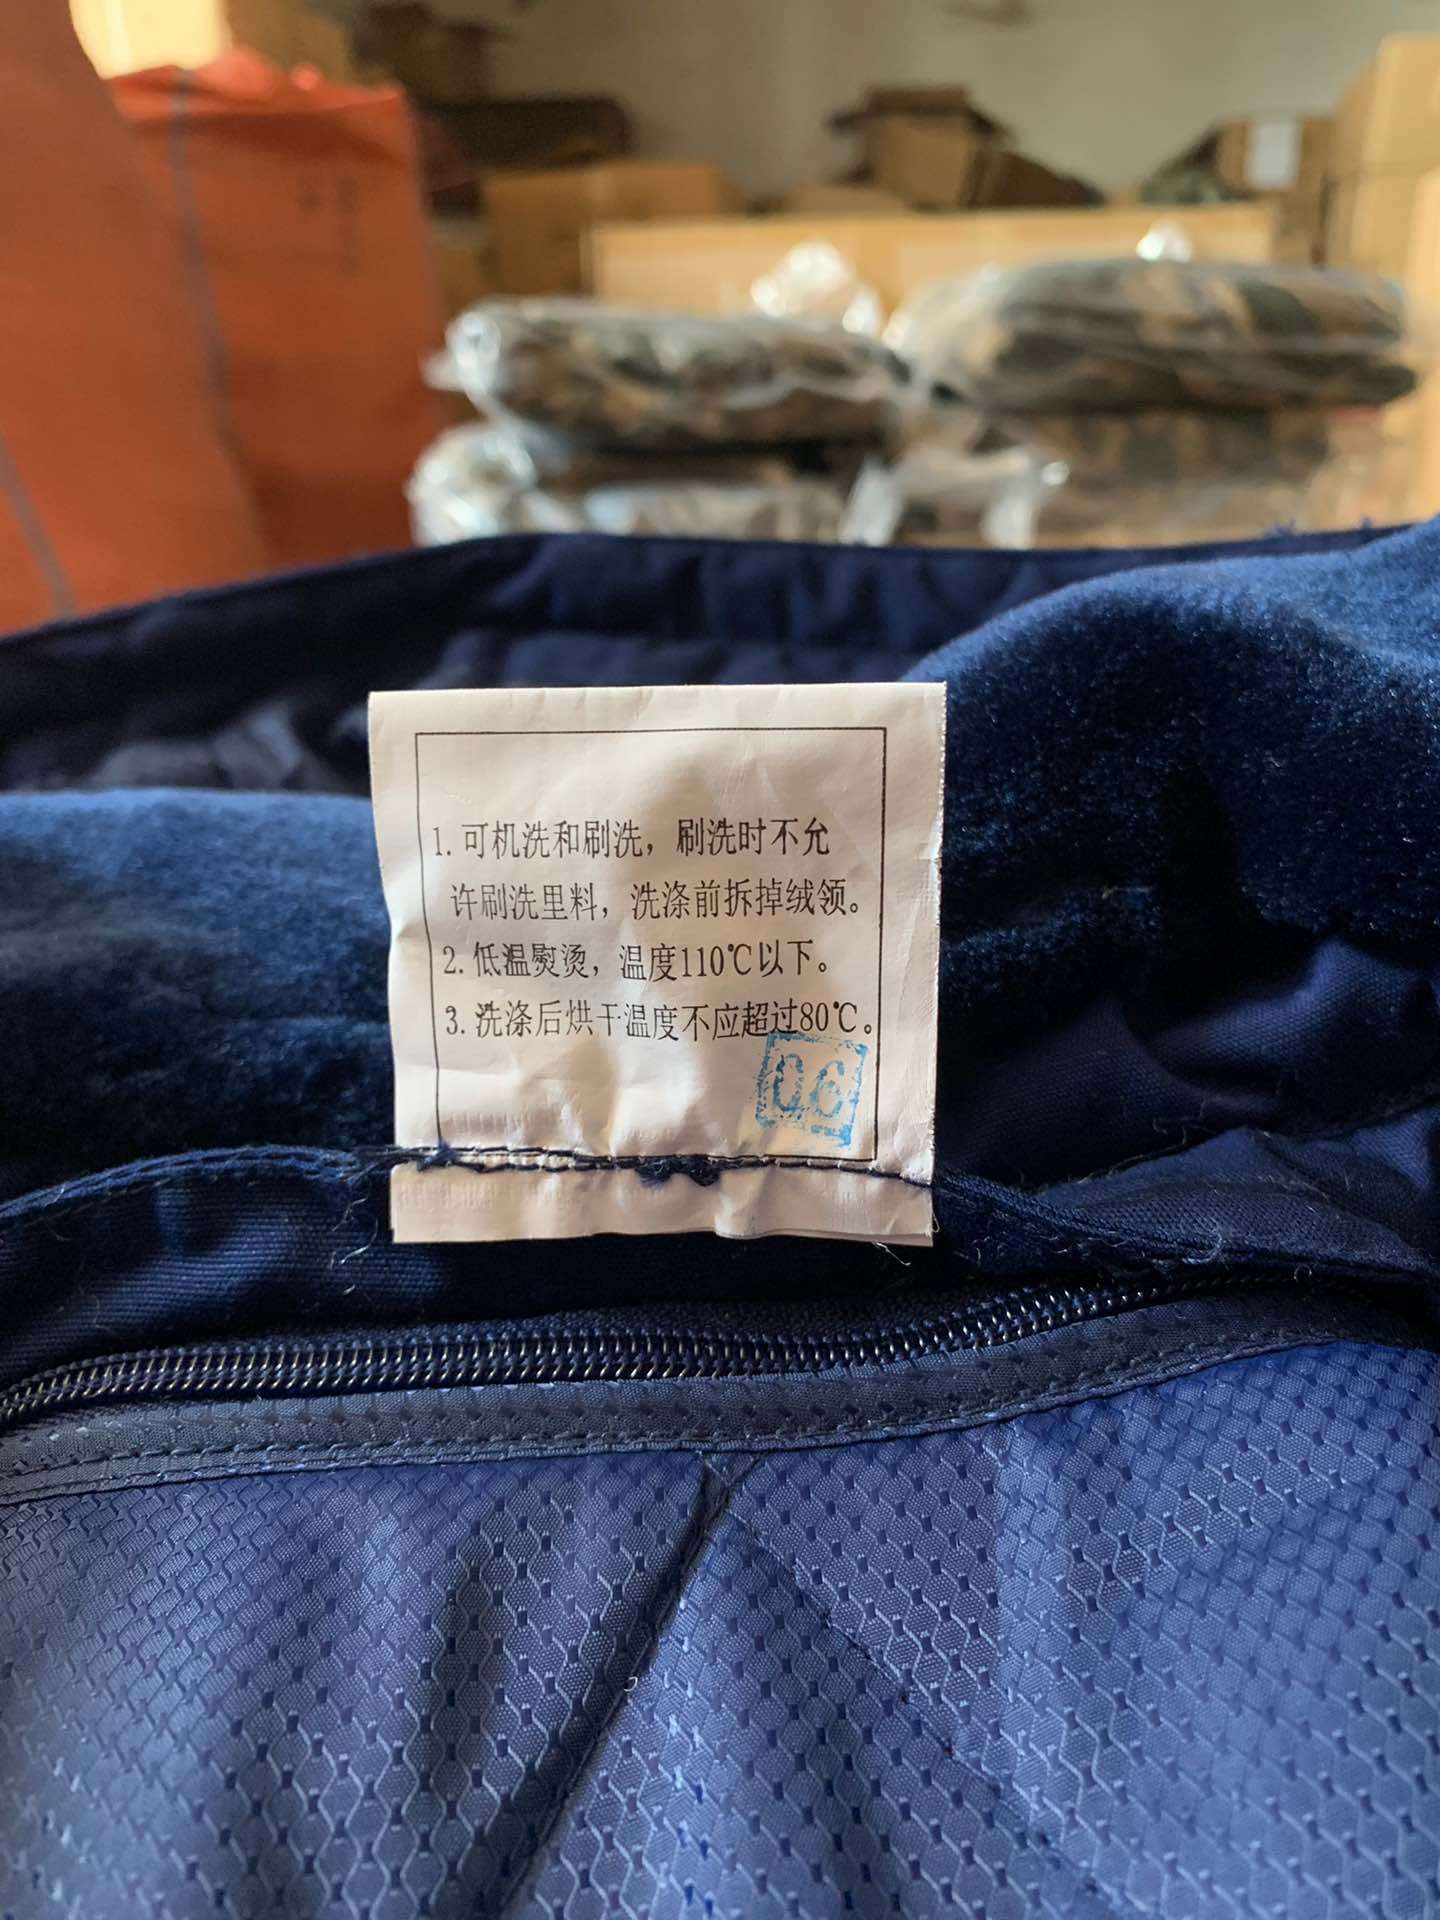 1. 可机洗和刷洗，刷洗时不允
许刷洗里料，洗涤前拆掉绒领。
2. 低温熨烫，温度110℃以下。
3. 洗涤后烘干温度不应超过80℃。
06